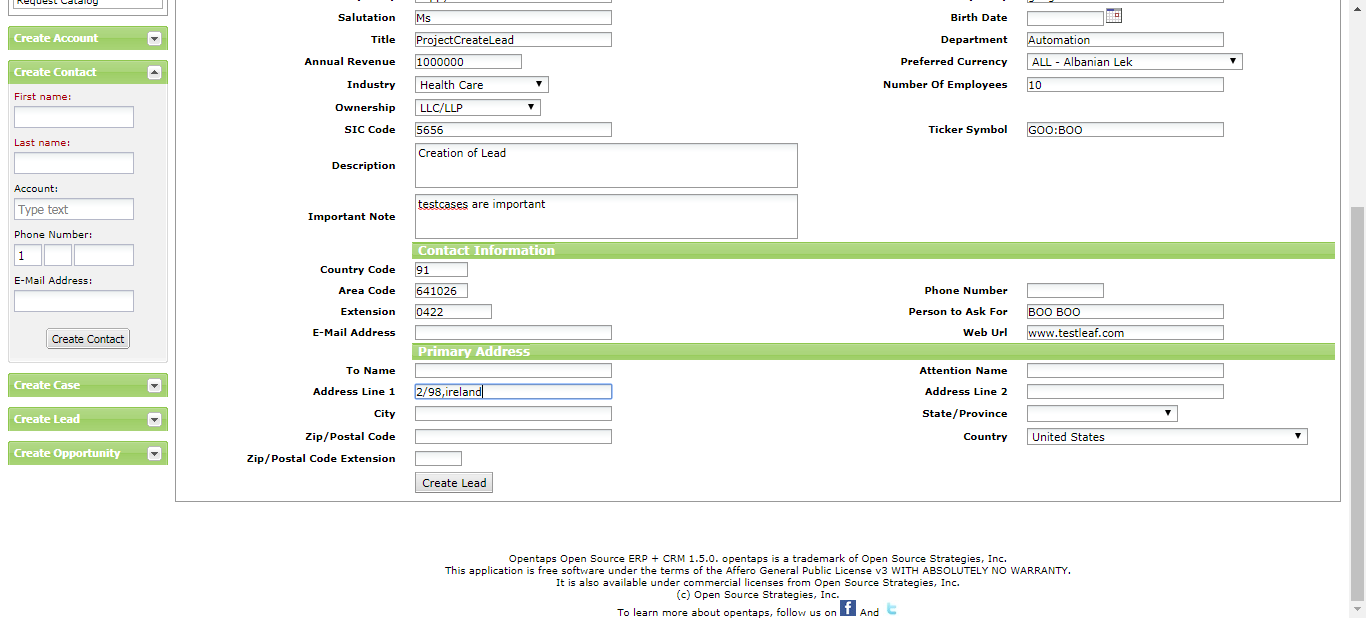 Request Catalog
Create Account
Create Contact
First name:
Last name:
Account:
Type text
Phone Number:
1
E-Mail Address:
Create Contact
Create Case
Create Lead
Create Opportunity
Salutation Ms Birth Date
Title ProjectCreateLead Department Automation
Annual Revenue 1000000 Preferred Currency ALL - Albanian Lek
Industry Health Care Number Of Employees 10
Ownership LLC/LLP
SIC Code 5656 Ticker Symbol GOO:BOO
Description Creation of Lead
Important Note testcases are important
Contact Information
Country Code 91
Area Code 641026 Phone Number
Extension 0422 Person to Ask For BOO BOO
E-Mail Address Web Url www.testleaf.com
Primary Address
To Name Attention Name
Address Line 1 2/98,ireland Address Line 2
City State/Province
Zip/Postal Code Country United States
Zip/Postal Code Extension
Create Lead
Opentaps Open Source ERP + CRM 1.5.0. opentaps is a trademark of Open Source Strategies, Inc.
This application is free software under the terms of the Affero General Public License v3 WITH ABSOLUTELY NO WARRANTY.
It is also available under commercial licenses from Open Source Strategies, Inc.
(c) Open Source Strategies, Inc.
To learn more about opentaps, follow us on f And t